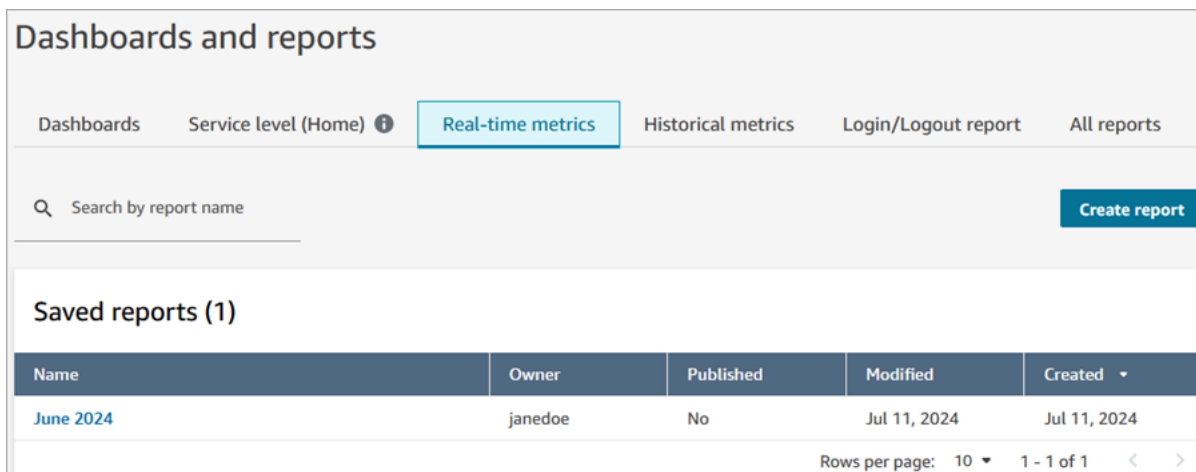 Dashboards and reports
Dashboards Service level (Home) Real-time metrics Historical metrics Login/Logout report All reports
Search by report name
Create report
Saved reports (1)
Name Owner Published Modified Created
June 2024 janedoe No Jul 11, 2024 Jul 11, 2024
Rows per page: 10 1 - 1 of 1